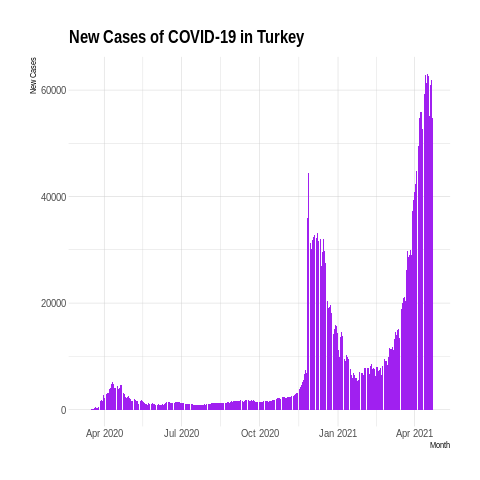 New Cases of COVID-19 in Turkey
New Cases
60000
40000
20000
0
Apr 2020 Jul 2020 Oct 2020 Jan 2021 Apr 2021
Month